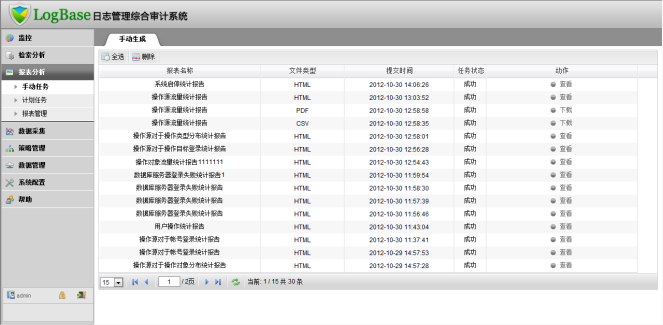 LogBase日志管理综合审计系统
监控
检索分析
报表分析
手动任务
计划任务
报表管理
数据采集
策略管理
数据管理
系统配置
帮助
admin
手动生成
全选 删除
报表名称 文件类型 提交时间 任务状态 动作
系统启停统计报告 HTML 2012-10-30 14:06:26 成功 查看
操作源流量统计报告 HTML 2012-10-30 13:03:52 成功 查看
操作源流量统计报告 PDF 2012-10-30 12:58:58 成功 下载
操作源流量统计报告 CSV 2012-10-30 12:58:35 成功 下载
操作源对于操作类型分布统计报告 HTML 2012-10-30 12:58:01 成功 查看
操作源对于操作目标登录统计报告 HTML 2012-10-30 12:56:28 成功 查看
操作对象流量统计报告1111111 HTML 2012-10-30 12:54:43 成功 查看
数据库服务器登录失败统计报告1 HTML 2012-10-30 11:59:54 成功 查看
数据库服务器登录失败统计报告 HTML 2012-10-30 11:58:30 成功 查看
数据库服务器登录失败统计报告 HTML 2012-10-30 11:57:39 成功 查看
数据库服务器登录失败统计报告 HTML 2012-10-30 11:56:46 成功 查看
用户操作统计报告 HTML 2012-10-30 11:43:04 成功 查看
操作源对于帐号登录统计报告 HTML 2012-10-30 11:37:41 成功 查看
操作源对于帐号登录统计报告 HTML 2012-10-29 14:57:53 成功 查看
操作源对于操作对象分布统计报告 HTML 2012-10-29 14:57:28 成功 查看
15 1 /2页 当前: 1 / 15 共 30 条